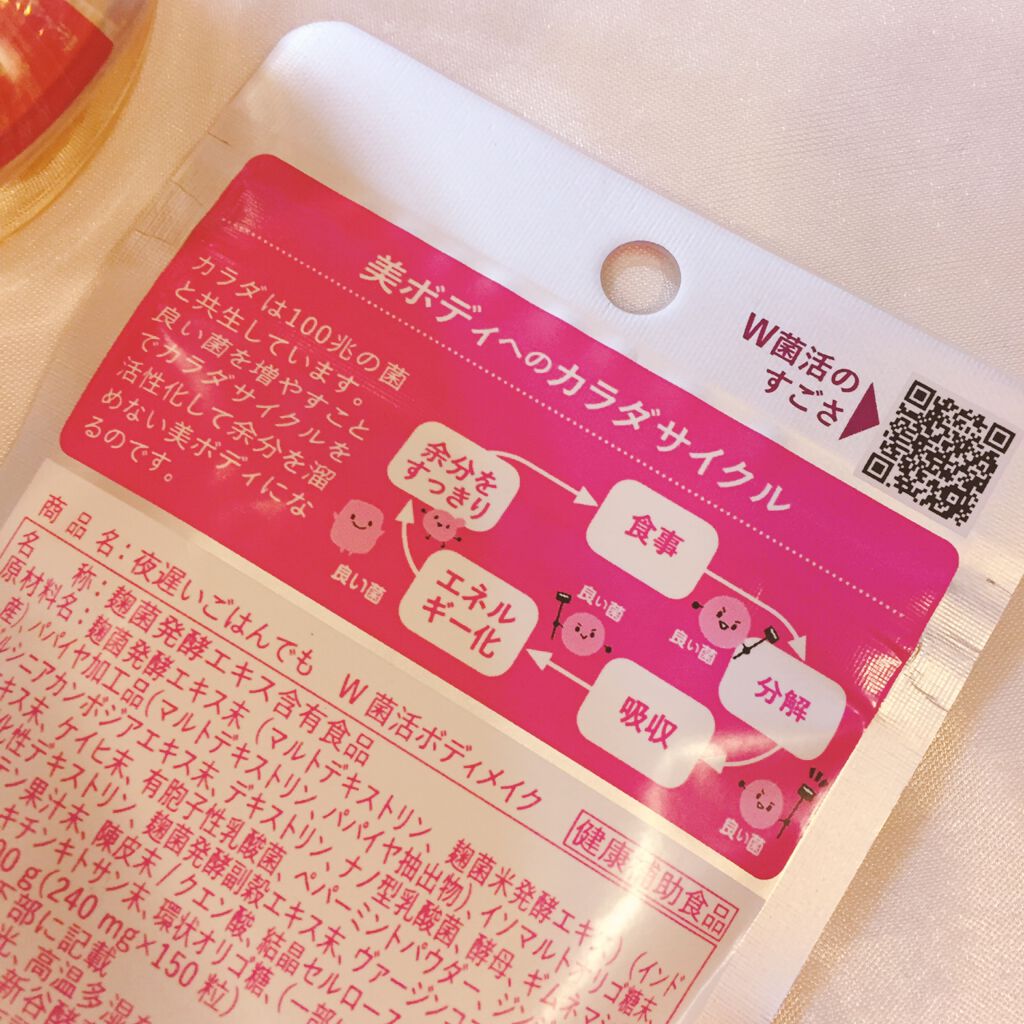 W菌活の
すごさ
美ボディへのカラダサイクル
カラダは100兆の菌
と共生しています。
良い菌を増やすこと
でカラダサイクルを
活性化して余分を溜
めない美ボディにな
るのです。
余分を
すっきり
食事
良い菌
良い菌
エネル
ギー化
良い菌
分解
吸収
良い菌
商品名:夜遅いごはんでも W菌活ボディメイク
健康補助食品
名称:麹菌発酵エキス含有食品
原材料名:麹菌発酵エキス末(マルトデキストリン、麹菌米発酵エキス)(インド
産)、パパイヤ加工品(マルトデキストリン、パパイヤ抽出物)、イソマルトオリゴ糖末、
ルシニアカンボジアエキス末、デキストリン、ナノ型乳酸菌、酵母、ギムネマ
キス末、ケイヒ末、有胞子性乳酸菌、ペパーミントパウダー、ジン
性デキストリン、麹菌発酵副穀エキス末、ヴァージンココ
ン果汁末、陳皮末/クエン酸、結晶セルロース
キチンキトサン末、環状オリゴ糖、(一部に
g(240 mg×150 粒)
部に記載
光、高温多湿
新谷酵